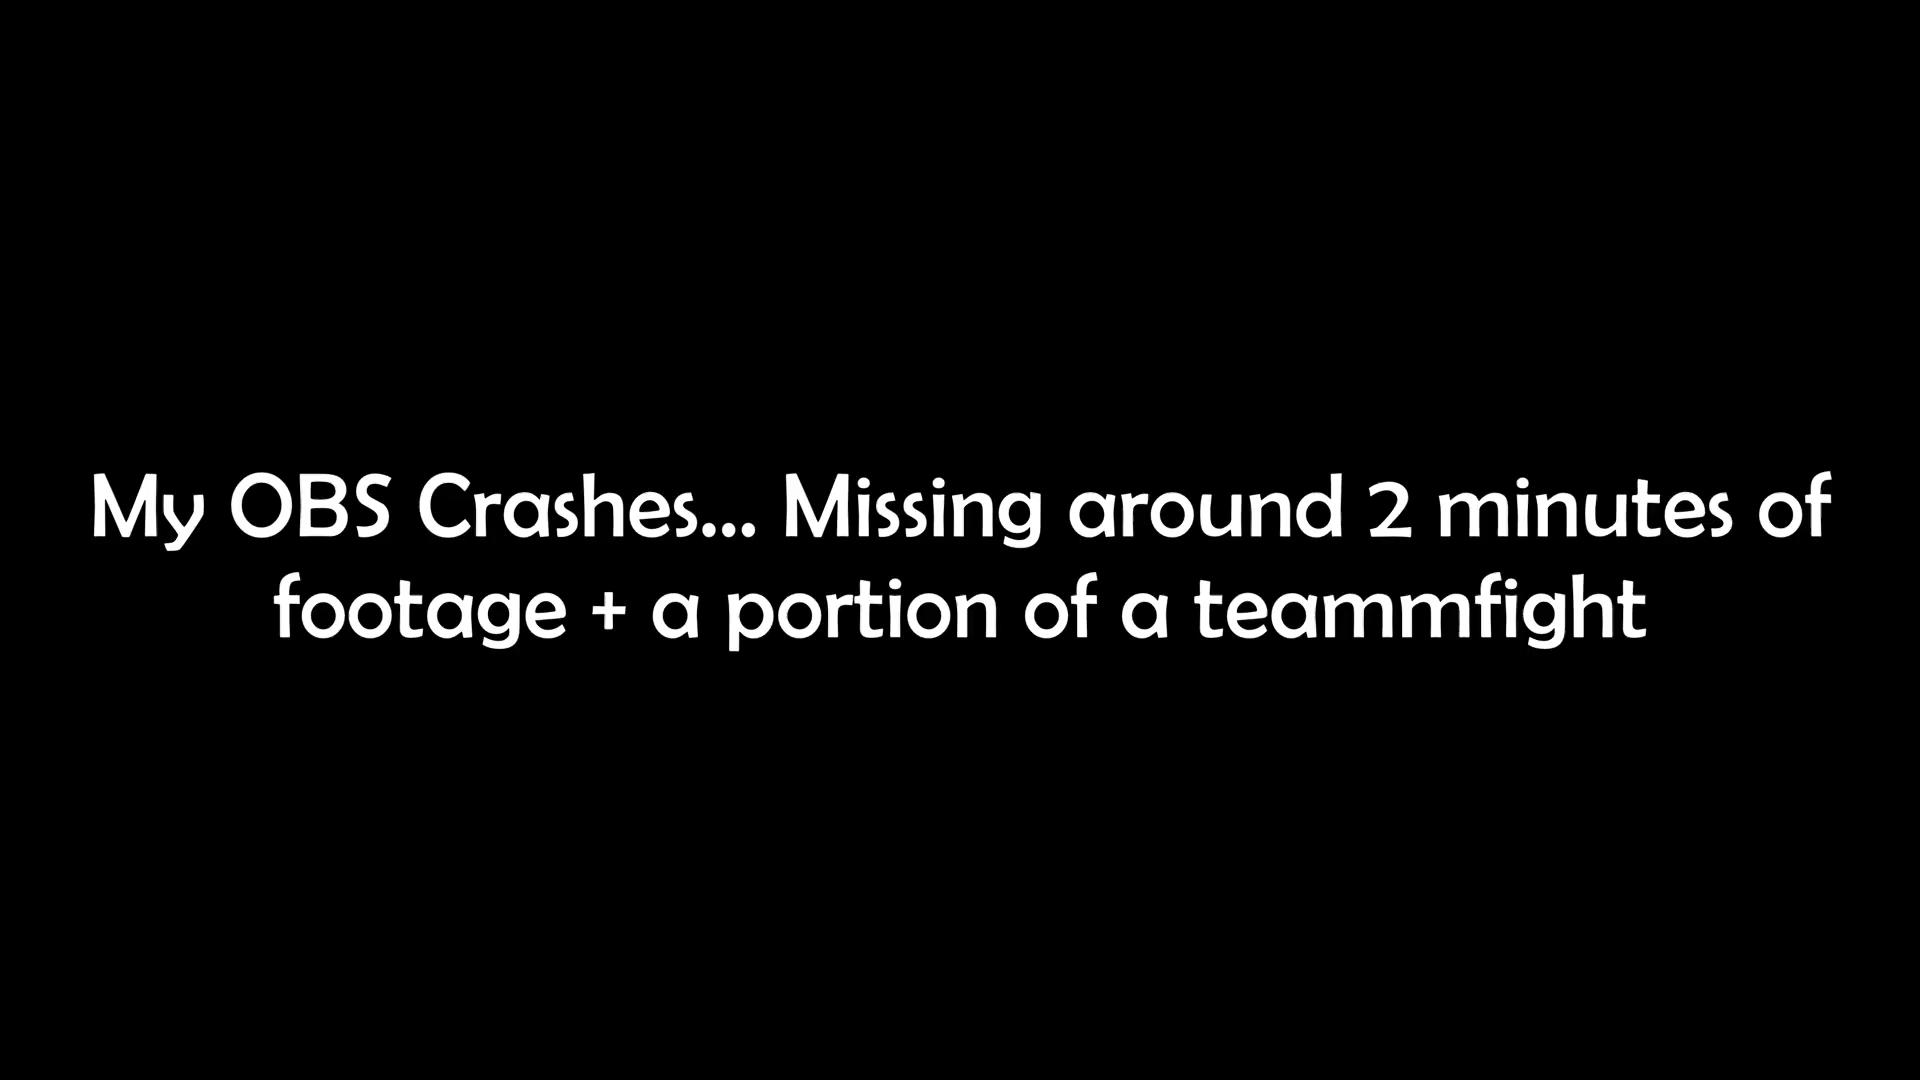 My OBS Crashes... Missing around 2 minutes of
footage + a portion of a teammfight